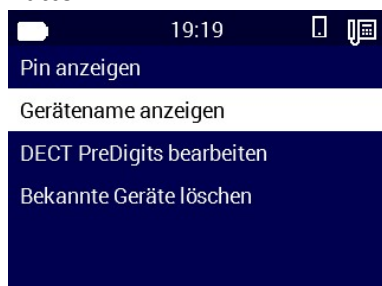 19:19
Pin anzeigen
Gerätename anzeigen
DECT PreDigits bearbeiten
Bekannte Geräte löschen